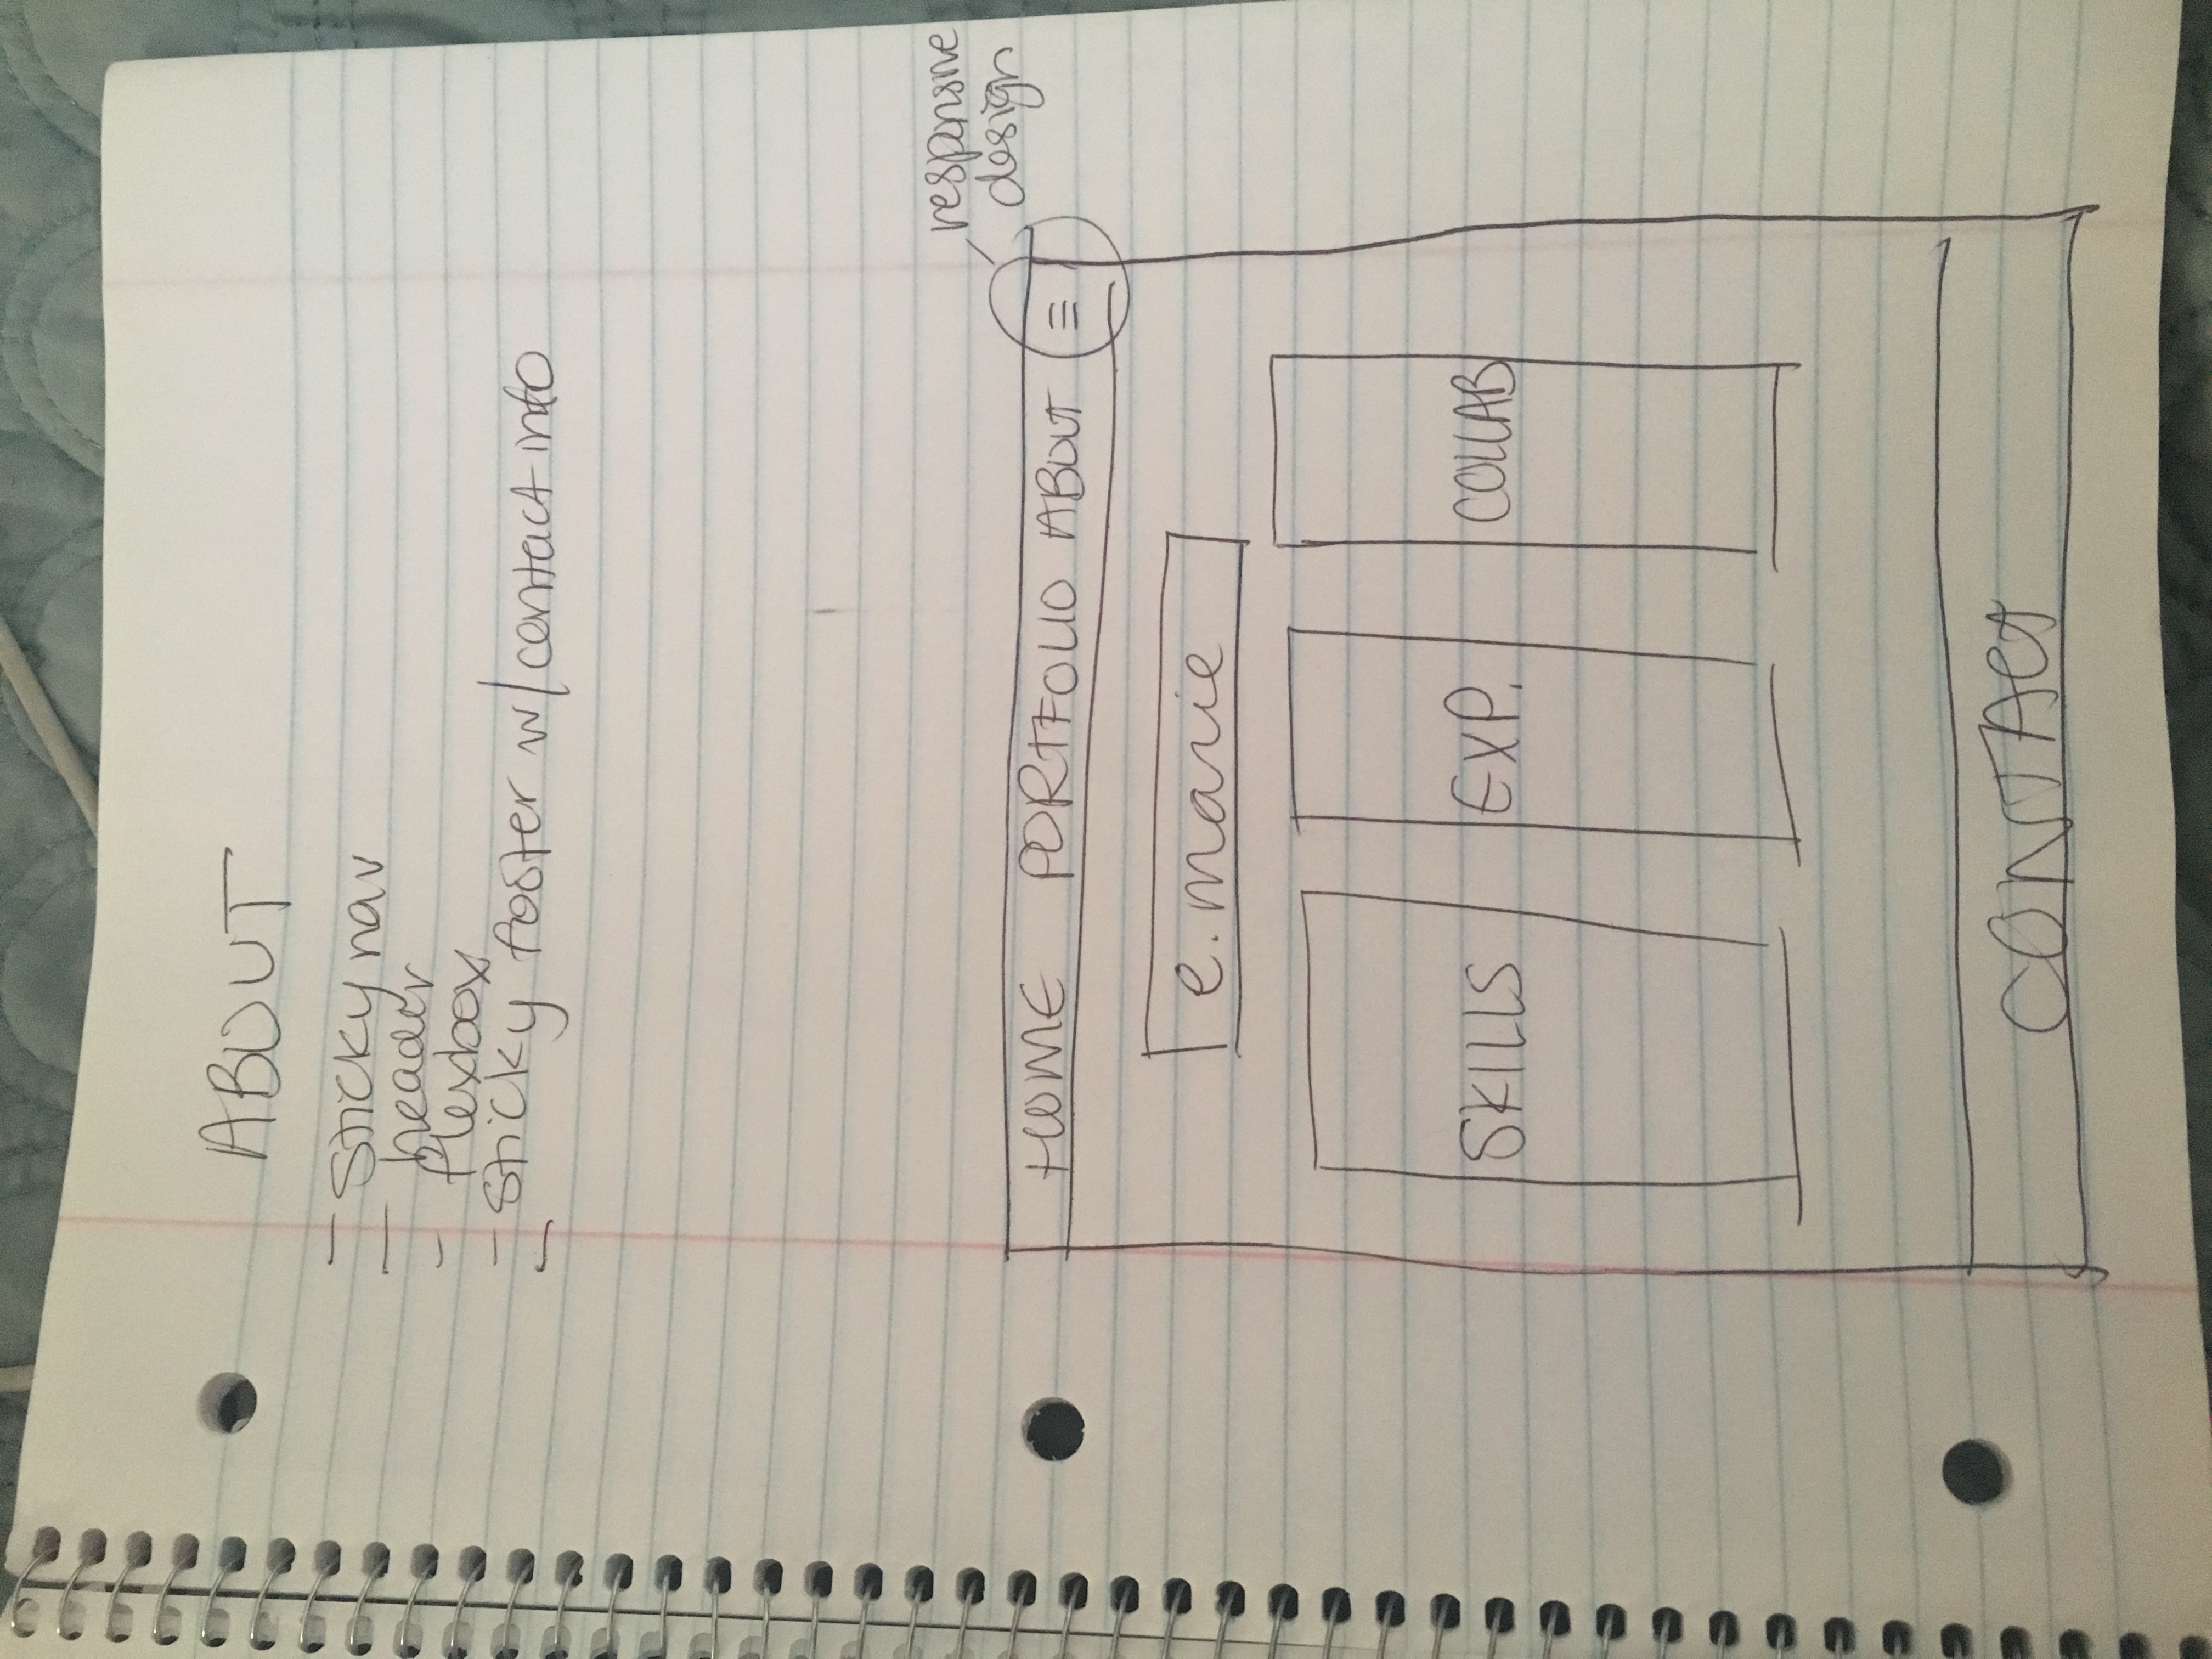 ABOUT
- Sticky nav
- header
- flexbox
- Sticky footer w/contact info
-
responsive
design
HOME PORTFOLIO ABOUT ≡
e.marie
SKILLS EXP. COLLAB
CONTACT